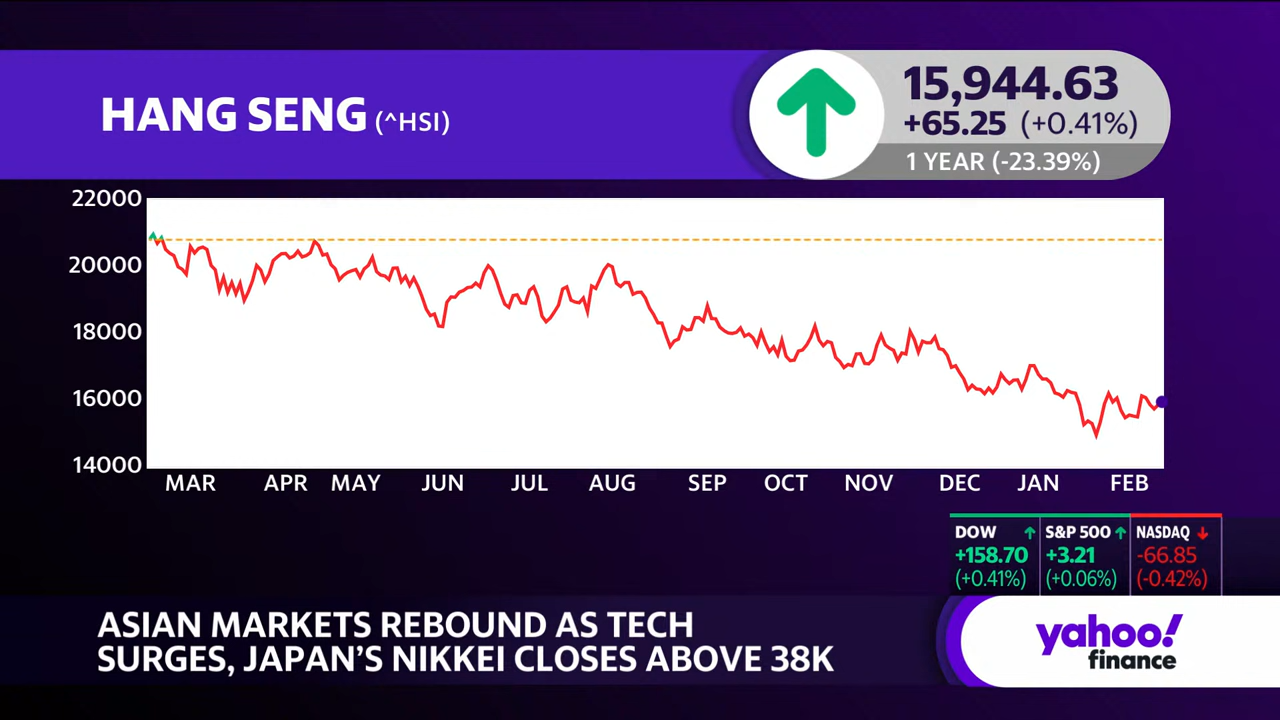 HANG SENG (^HSI)
15,944.63
+65.25 (+0.41%)
1 YEAR (-23.39%)
22000
20000
18000
16000
14000
MAR APR MAY JUN JUL AUG SEP OCT NOV DEC JAN FEB
DOW S&P 500 NASDAQ
+158.70 +3.21 -66.85
(+0.41%) (+0.06%) (-0.42%)
ASIAN MARKETS REBOUND AS TECH
SURGES, JAPAN'S NIKKEI CLOSES ABOVE 38K
yahoo!
finance